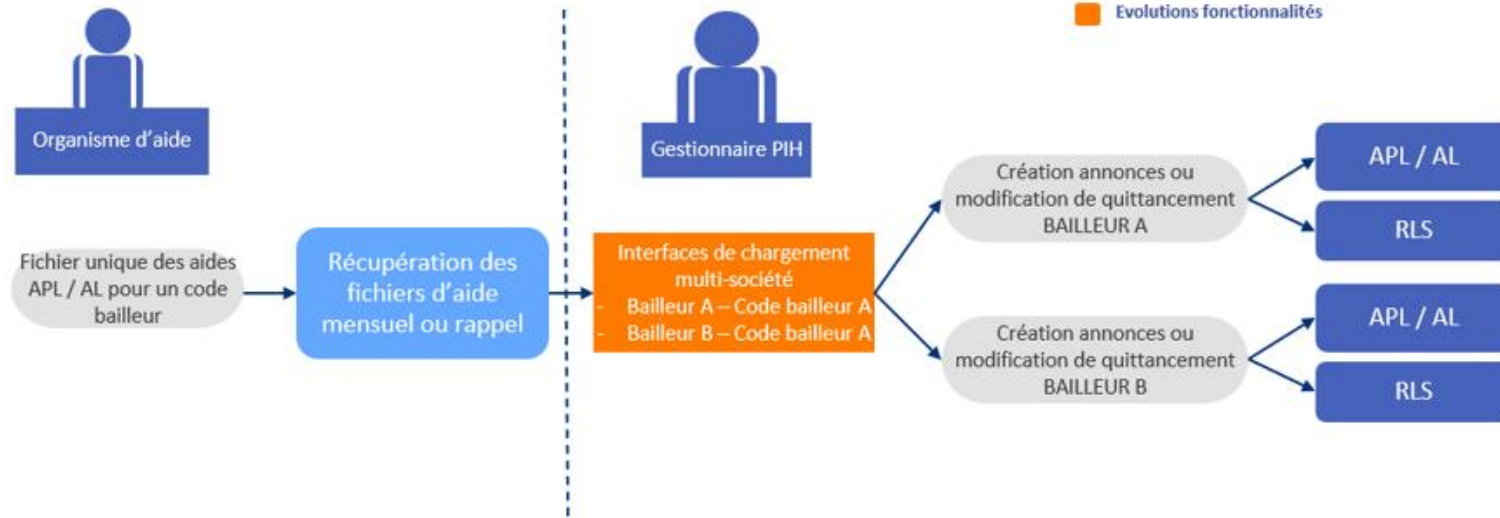 Evolutions fonctionnalités
Organisme d'aide
Gestionnaire PIH
Fichier unique des aides
APL / AL pour un code
bailleur
Récupération des
fichiers d'aide
mensuel ou rappel
Interfaces de chargement
multi-société
- Bailleur A – Code bailleur A
- Bailleur B – Code bailleur A
Création annonces ou
modification de quittancement
BAILLEUR A
APL / AL
RLS
Création annonces ou
modification de quittancement
BAILLEUR B
APL / AL
RLS